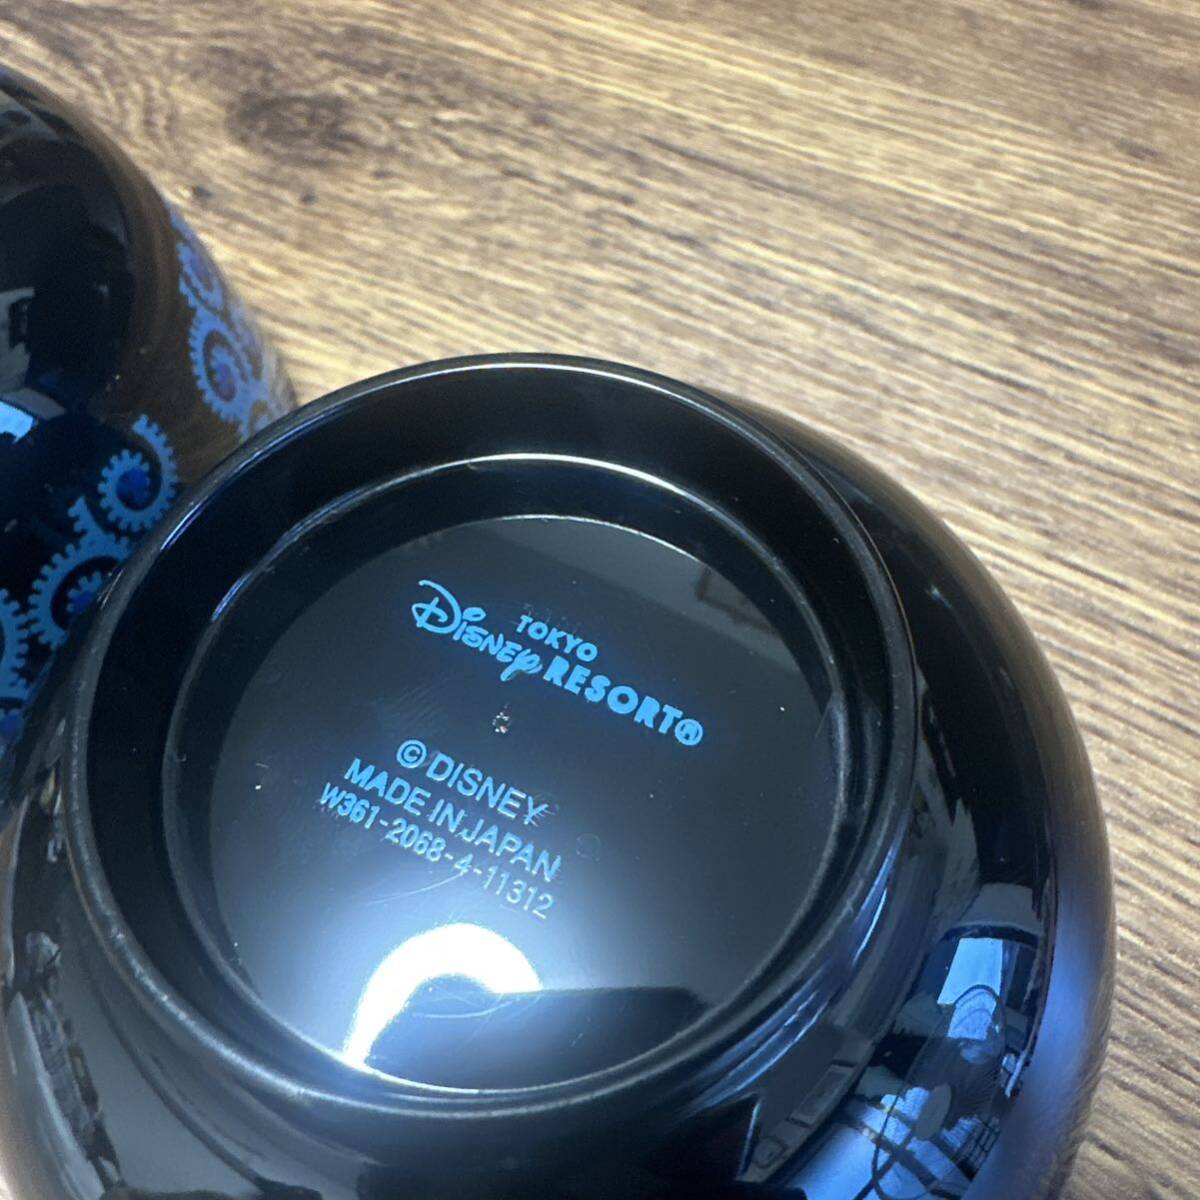 TOKYO
Disney RESORT®
© DISNEY
MADE IN JAPAN
W361-2068-4-11312